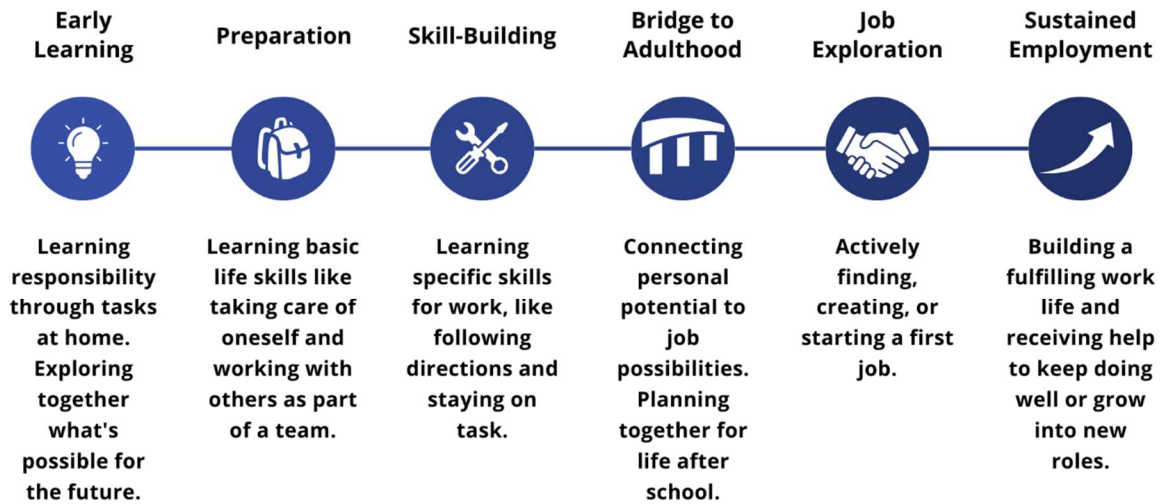 Early
Learning
Preparation
Skill-Building
Bridge to
Adulthood
Job
Exploration
Sustained
Employment
Learning
responsibility
through tasks
at home.
Exploring
together
what's
possible for
the future.
Learning basic
life skills like
taking care of
oneself and
working with
others as part
of a team.
Learning
specific skills
for work, like
following
directions and
staying on
task.
Connecting
personal
potential to
job
possibilities.
Planning
together for
life after
school.
Actively
finding,
creating, or
starting a first
job.
Building a
fulfilling work
life and
receiving help
to keep doing
well or grow
into new
roles.